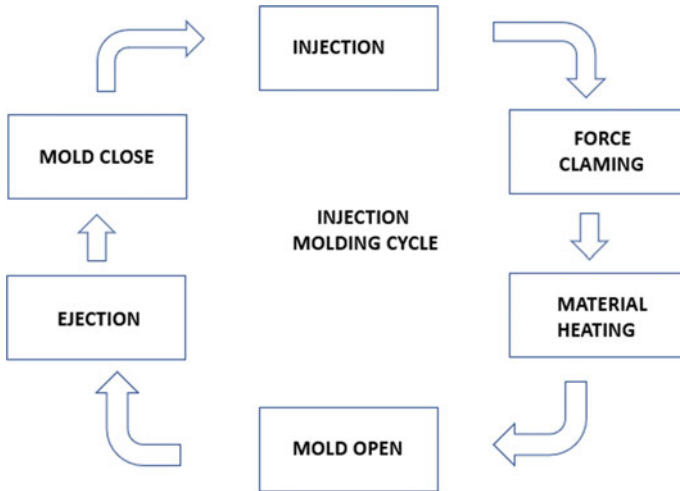 INJECTION
FORCE
CLAMING
MOLD CLOSE
INJECTION
MOLDING CYCLE
MATERIAL
HEATING
EJECTION
MOLD OPEN